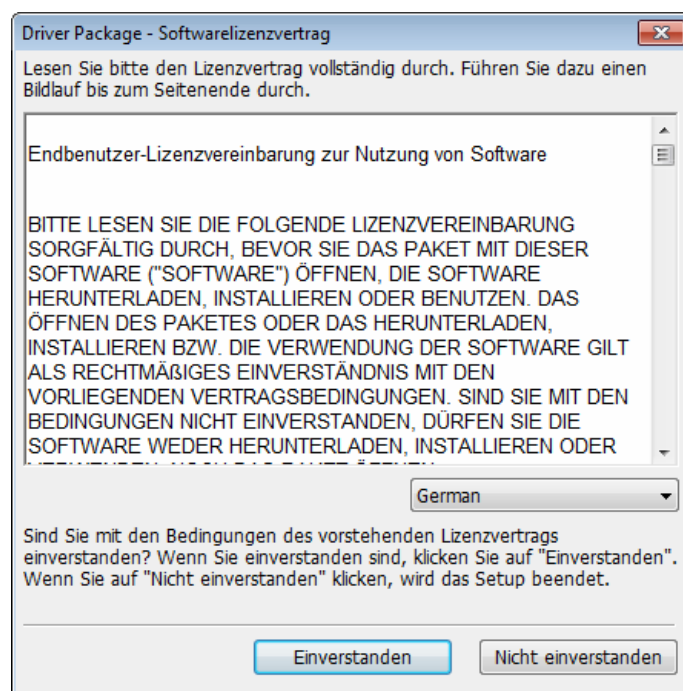 Driver Package - Softwarelizenzvertrag
Lesen Sie bitte den Lizenzvertrag vollständig durch. Führen Sie dazu einen
Bildlauf bis zum Seitenende durch.
Endbenutzer-Lizenzvereinbarung zur Nutzung von Software
BITTE LESEN SIE DIE FOLGENDE LIZENZVEREINBARUNG
SORGFÄLTIG DURCH, BEVOR SIE DAS PAKET MIT DIESER
SOFTWARE ("SOFTWARE") ÖFFNEN, DIE SOFTWARE
HERUNTERLADEN, INSTALLIEREN ODER BENUTZEN. DAS
ÖFFNEN DES PAKETES ODER DAS HERUNTERLADEN,
INSTALLIEREN BZW. DIE VERWENDUNG DER SOFTWARE GILT
ALS RECHTMÄßIGES EINVERSTÄNDNIS MIT DEN
VORLIEGENDEN VERTRAGSBEDINGUNGEN. SIND SIE MIT DEN
BEDINGUNGEN NICHT EINVERSTANDEN, DÜRFEN SIE DIE
SOFTWARE WEDER HERUNTERLADEN, INSTALLIEREN ODER
German
Sind Sie mit den Bedingungen des vorstehenden Lizenzvertrags
einverstanden? Wenn Sie einverstanden sind, klicken Sie auf "Einverstanden".
Wenn Sie auf "Nicht einverstanden" klicken, wird das Setup beendet.
Einverstanden
Nicht einverstanden